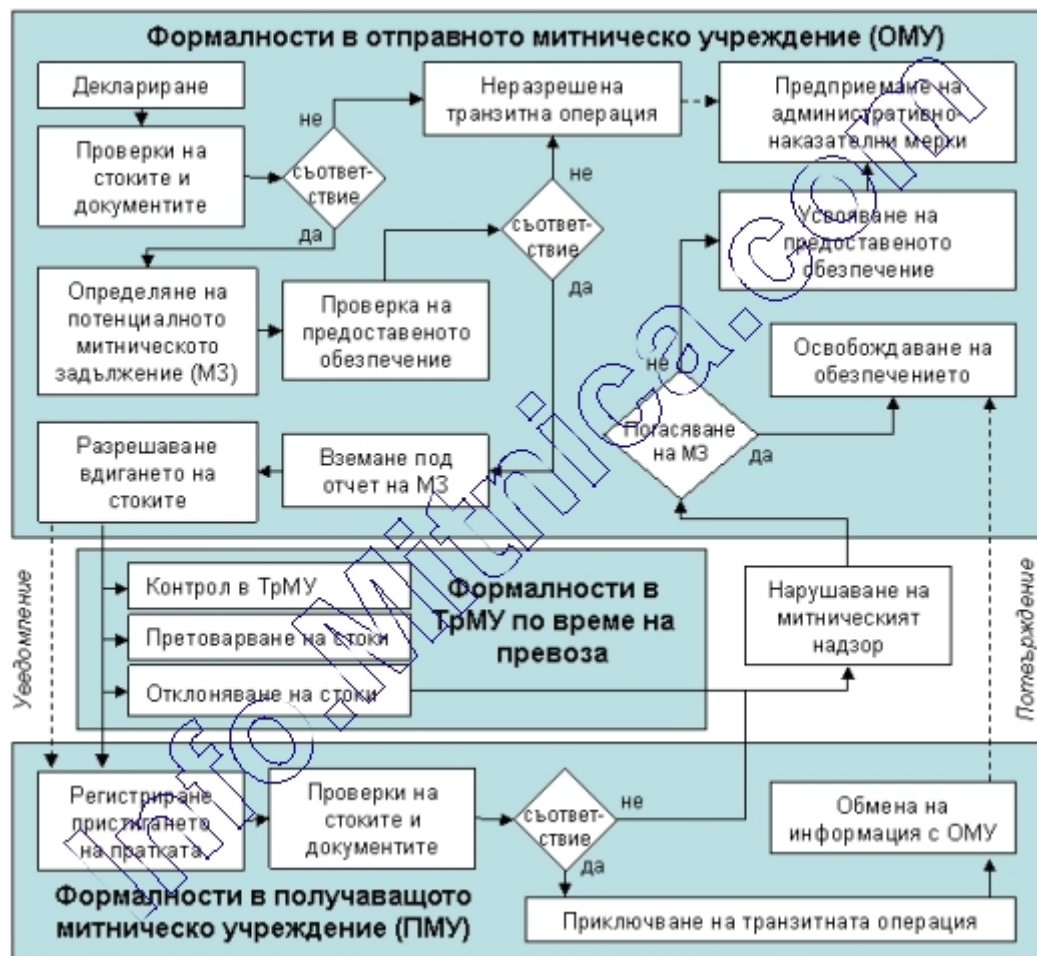 Формалности в отправното митническо учреждение (ОМУ)
Деклариране
Проверки на
стоките и
документите
не
съответ-
ствие
да
Неразрешена
транзитна операция
Предприемане на
административно-
наказателни мерки
не
съответ-
ствие
да
Усвояване на
предоставеното
обезпечение
Определяне на
потенциалното
митническото
задължение (МЗ)
Проверка на
предоставеното
обезпечение
не
Погасяване
на МЗ
да
Освобождаване на
обезпечението
Разрешаване
вдигането на
стоките
Вземане под
отчет на МЗ
Уведомление
Контрол в ТрМУ
Претоварване на стоки
Отклоняване на стоки
Формалности в
ТрМУ по време на
превоза
Нарушаване на
митническият
надзор
Потвърждение
Регистриране
пристигането
на пратката
Проверки на
стоките и
документите
съответ-
ствие
не
да
Обмена на
информация с ОМУ
Приключване на транзитната операция
Формалности в получаващото
митническо учреждение (ПМУ)
Info.Mitnica.com